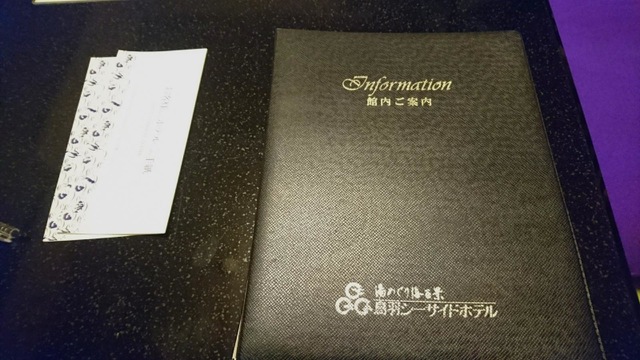 Information
館内ご案内
湯めぐり海百景
鳥羽シーサイドホテル